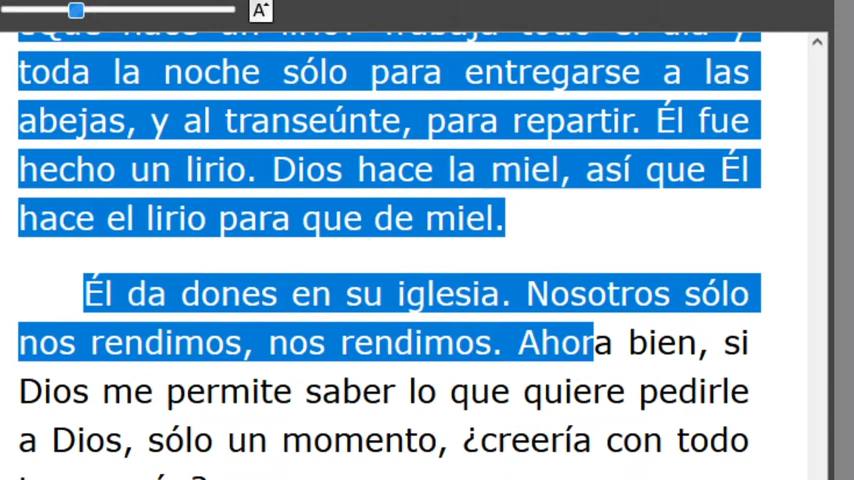 A
toda la noche sólo para entregarse a las
abejas, y al transeúnte, para repartir. Él fue
hecho un lirio. Dios hace la miel, así que Él
hace el lirio para que de miel.
Él da dones en su iglesia. Nosotros sólo
nos rendimos, nos rendimos. Ahora bien, si
Dios me permite saber lo que quiere pedirle
a Dios, sólo un momento, ¿creería con todo